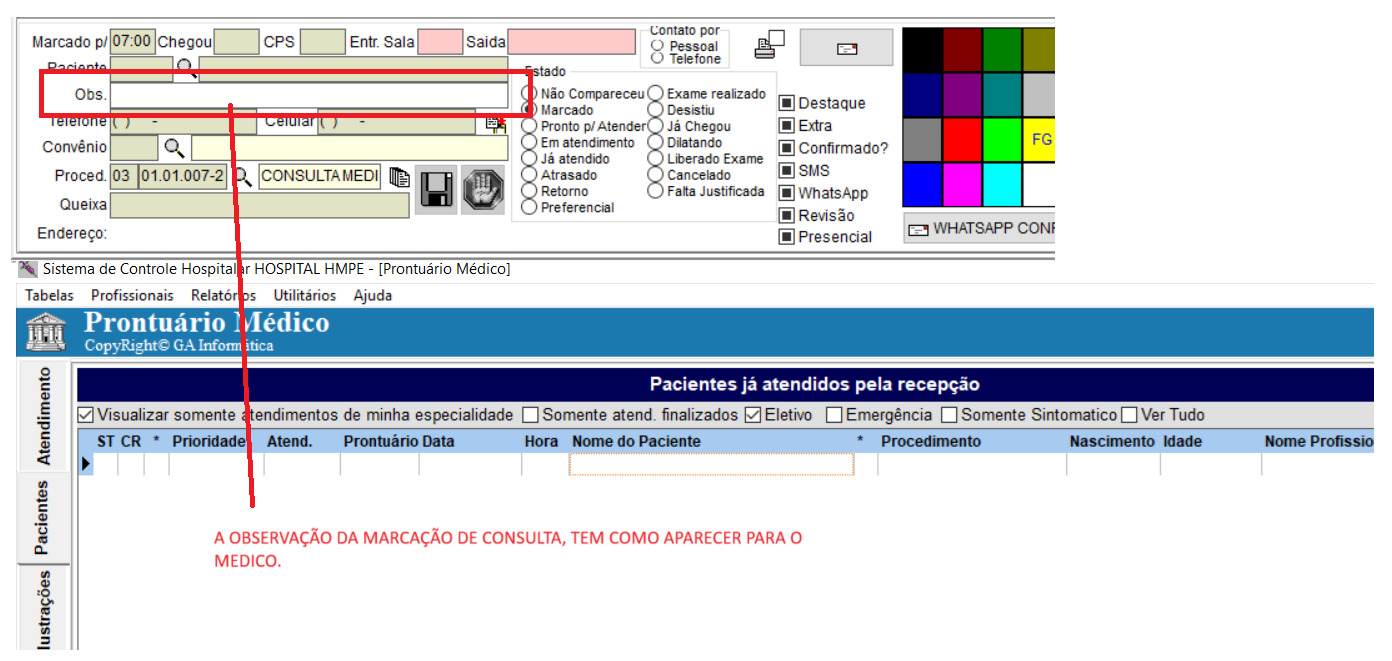 Marcado p/ 07:00 Chegou CPS Entr. Sala Saida
Contato por
Pessoal
Telefone
Paciente
Estado
Obs.
Não Compareceu Exame realizado
Marcado Desistiu
Pronto p/ Atender Já Chegou
Em atendimento Dilatando
Já atendido Liberado Exame
Atrasado Cancelado
Retorno Falta Justificada
Preferencial
Destaque
Extra
Confirmado?
SMS
WhatsApp
Revisão
Presencial
FG
WHATSAPP CONF
Telefone ( ) - Celular ( ) -
Convênio
Proced. 03 01.01.007-2 CONSULTA MEDI
Queixa
Endereço:
Sistema de Controle Hospitalar HOSPITAL HMPE - [Prontuário Médico]
Tabelas Profissionais Relatórios Utilitários Ajuda
Prontuário Médico
CopyRight© GA Informática
Atendimento
Pacientes
lustrações
Pacientes já atendidos pela recepção
Visualizar somente atendimentos de minha especialidade Somente atend. finalizados Eletivo Emergência Somente Sintomatico Ver Tudo
ST CR * Prioridade Atend. Prontuário Data Hora Nome do Paciente * Procedimento Nascimento Idade Nome Profissio
A OBSERVAÇÃO DA MARCAÇÃO DE CONSULTA, TEM COMO APARECER PARA O
MEDICO.